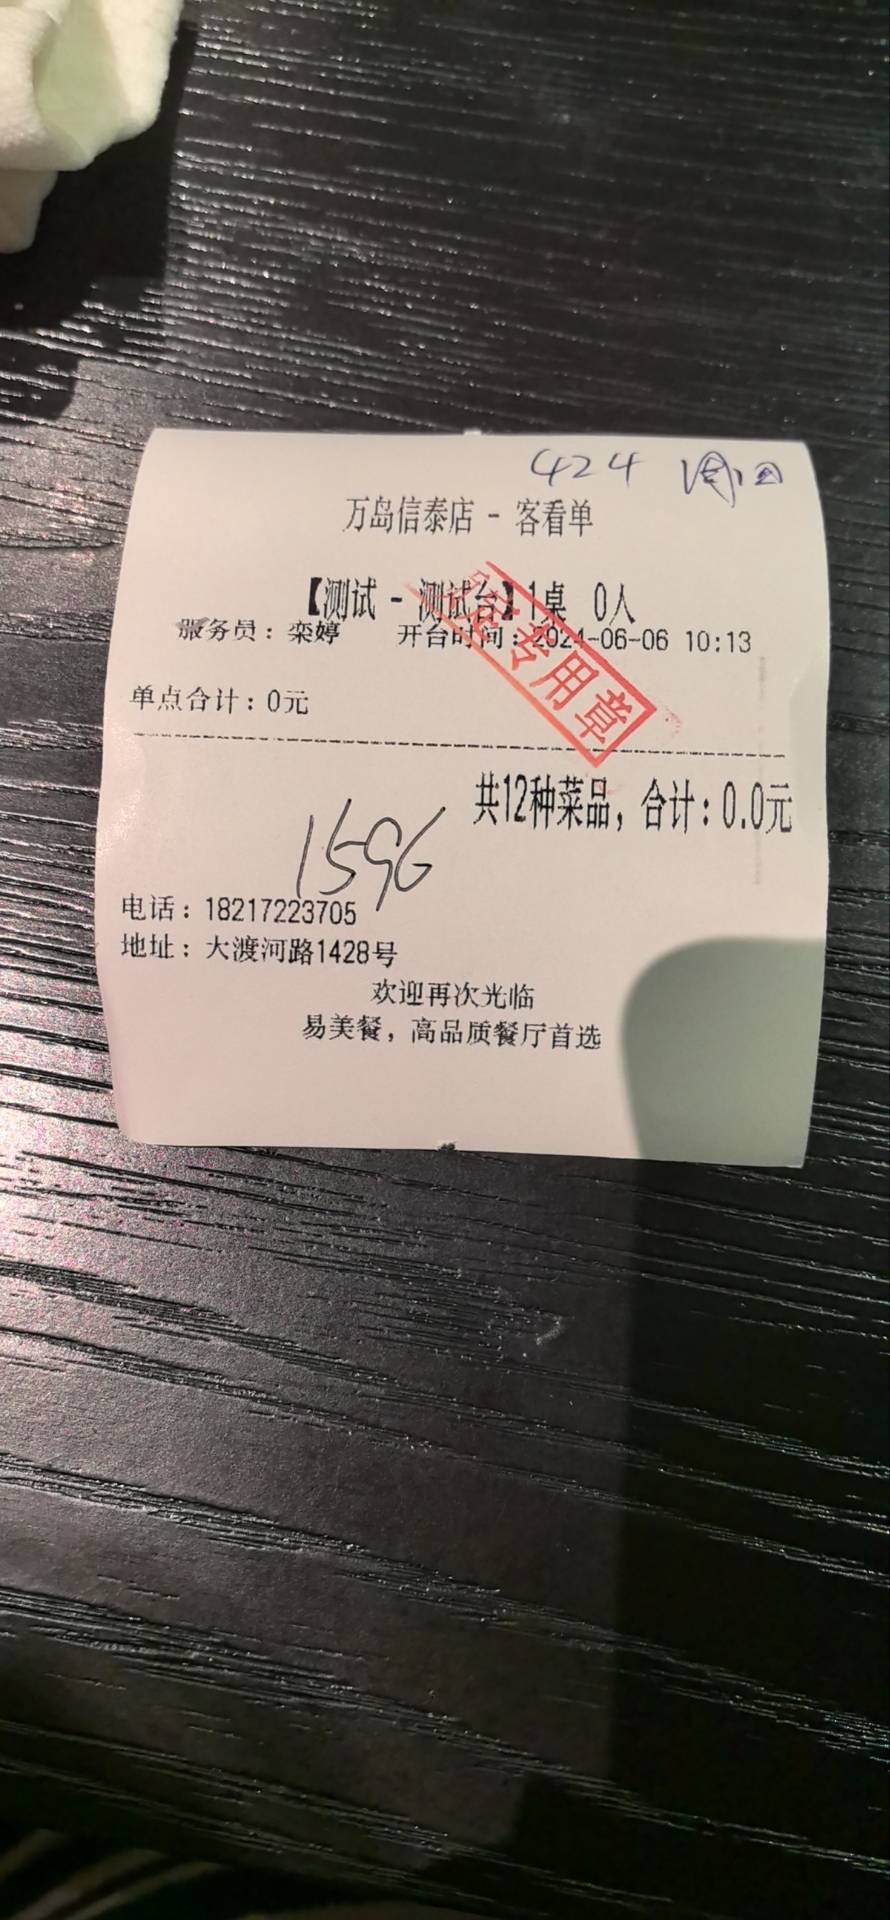 424
万岛信泰店 - 客看单
【测试 - 测试台】1桌 0人
服务员：栾婷 开台时间：2024-06-06 10:13
专用章
单点合计：0元
共12种菜品，合计：0.0元
1596
电话：18217223705
地址：大渡河路1428号
欢迎再次光临
易美餐，高品质餐厅首选